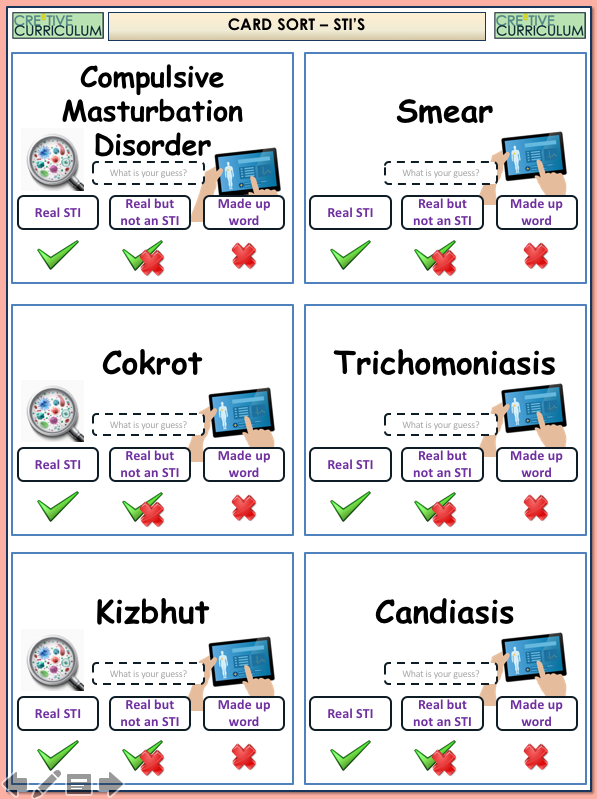 CRE TIVE
CURRICULUM
CARD SORT – STI'S
CRE TIVE
CURRICULUM
Compulsive
Masturbation
Disorder
What is your guess?
Real STI
Real but
not an STI
Made up
word
Smear
What is your guess?
Real STI
Real but
not an STI
Made up
word
Cokrot
What is your guess?
Real STI
Real but
not an STI
Made up
word
Trichomoniasis
What is your guess?
Real STI
Real but
not an STI
Made up
word
Kizbhut
What is your guess?
Real STI
Real but
not an STI
Made up
word
Candiasis
What is your guess?
Real STI
Real but
not an STI
Made up
word